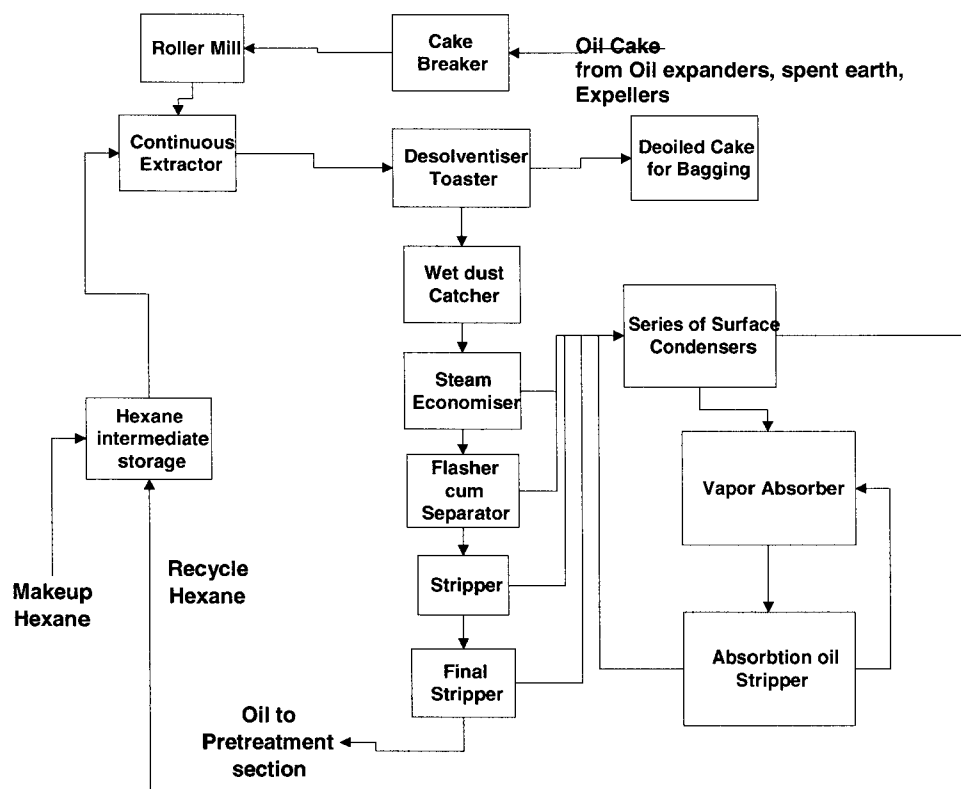 Roller Mill
Cake
Breaker
Oil Cake
from Oil expanders, spent earth,
Expellers
Continuous
Extractor
Desolventiser
Toaster
Deoiled Cake
for Bagging
Wet dust
Catcher
Series of Surface
Condensers
Steam
Economiser
Hexane
intermediate
storage
Flasher
cum
Separator
Vapor Absorber
Makeup
Hexane
Recycle
Hexane
Stripper
Absorbtion oil
Stripper
Final
Stripper
Oil to
Pretreatment
section